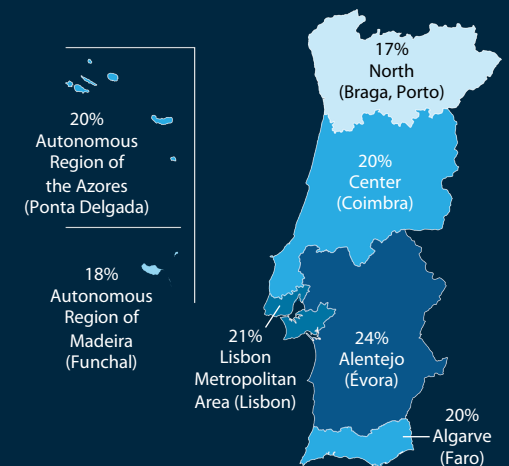 17%
North
(Braga, Porto)
20%
Autonomous
Region of
the Azores
(Ponta Delgada)
20%
Center
(Coimbra)
18%
Autonomous
Region of
Madeira
(Funchal)
21%
Lisbon
Metropolitan
Area (Lisbon)
24%
Alentejo
(Évora)
20%
Algarve
(Faro)